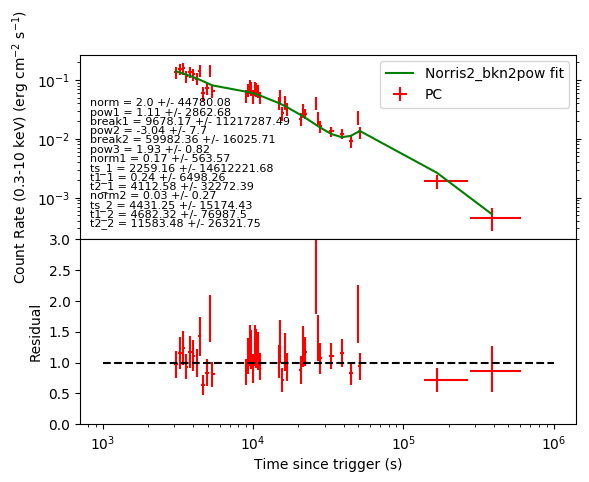 Count Rate (0.3-10 keV) (erg cm⁻² s⁻¹)
10⁻¹
10⁻²
10⁻³
Norris2_bkn2pow fit
PC
norm = 2.0 +/- 44780.08
pow1 = 1.11 +/- 2862.68
break1 = 9678.17 +/- 11217287.49
pow2 = -3.04 +/- 7.7
break2 = 59982.36 +/- 16025.71
pow3 = 1.93 +/- 0.82
norm1 = 0.17 +/- 563.57
ts_1 = 2259.16 +/- 14612221.68
t1_1 = 0.24 +/- 6498.26
t2_1 = 4112.58 +/- 32272.39
norm2 = 0.03 +/- 0.27
ts_2 = 4431.25 +/- 15174.43
t1_2 = 4682.32 +/- 76987.5
t2_2 = 11583.48 +/- 26321.75
Residual
3.0
2.5
2.0
1.5
1.0
0.5
0.0
10³
10⁴
10⁵
10⁶
Time since trigger (s)